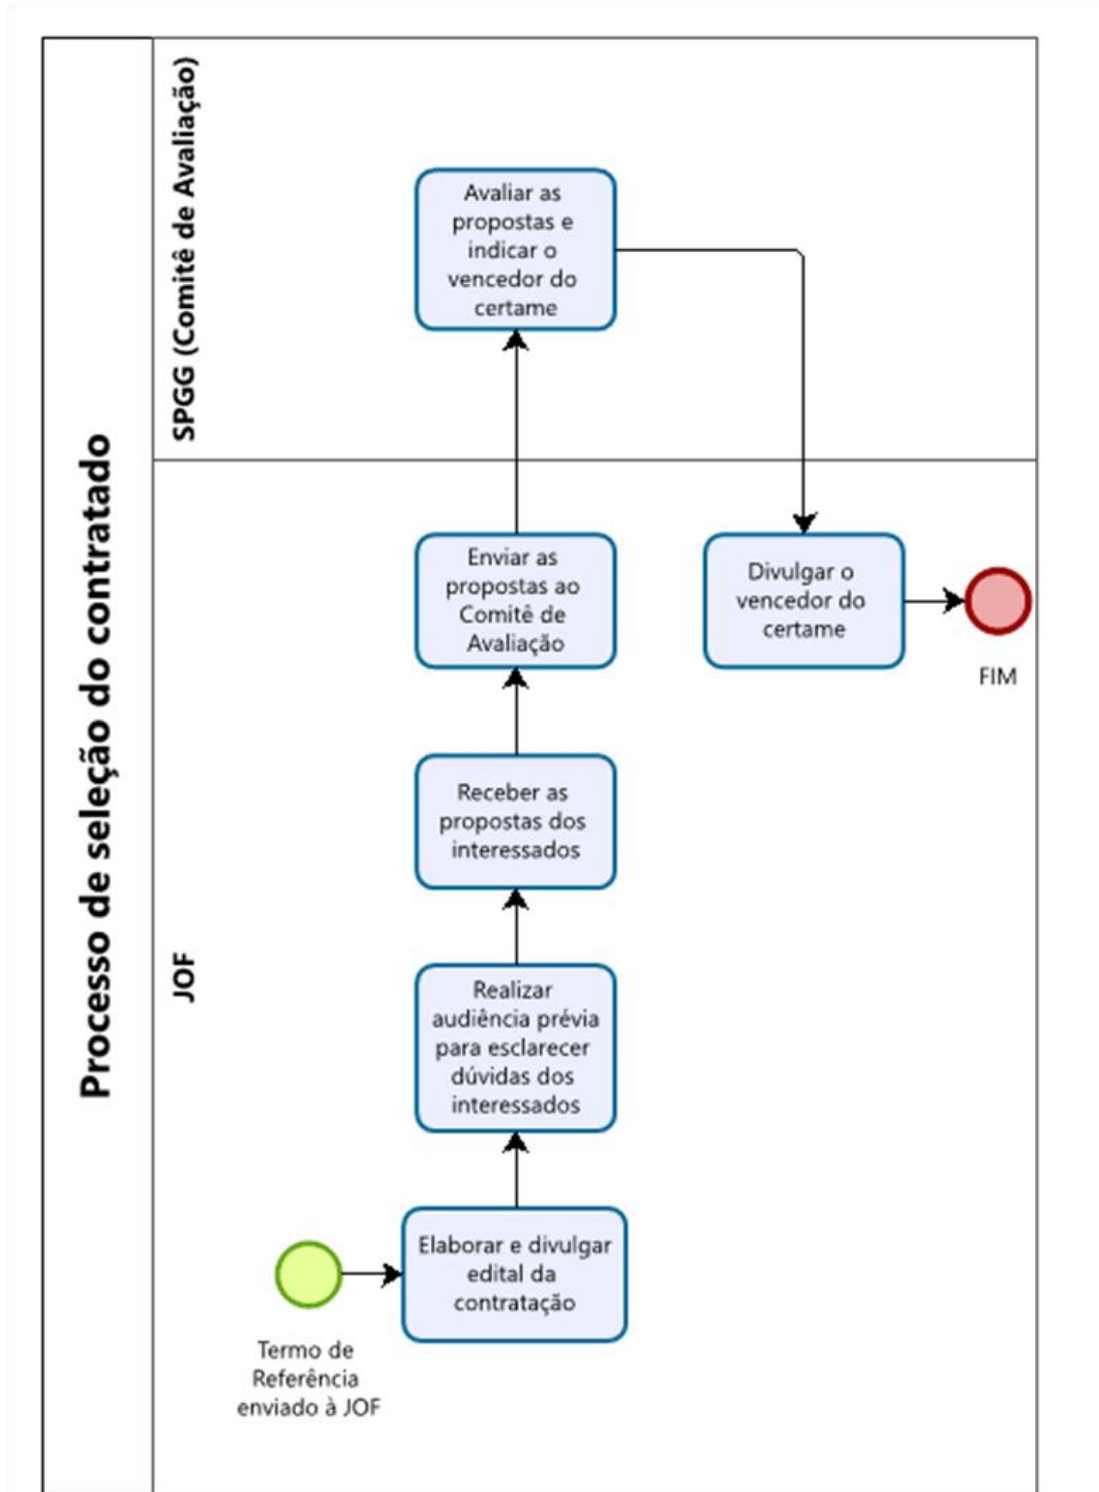 Processo de seleção do contratado
SPGG (Comitê de Avaliação)
Avaliar as
propostas e
indicar o
vencedor do
certame
JOF
Enviar as
propostas ao
Comitê de
Avaliação
Divulgar o
vencedor do
certame
FIM
Receber as
propostas dos
interessados
Realizar
audiência prévia
para esclarecer
dúvidas dos
interessados
Elaborar e divulgar
edital da
contratação
Termo de
Referência
enviado à JOF